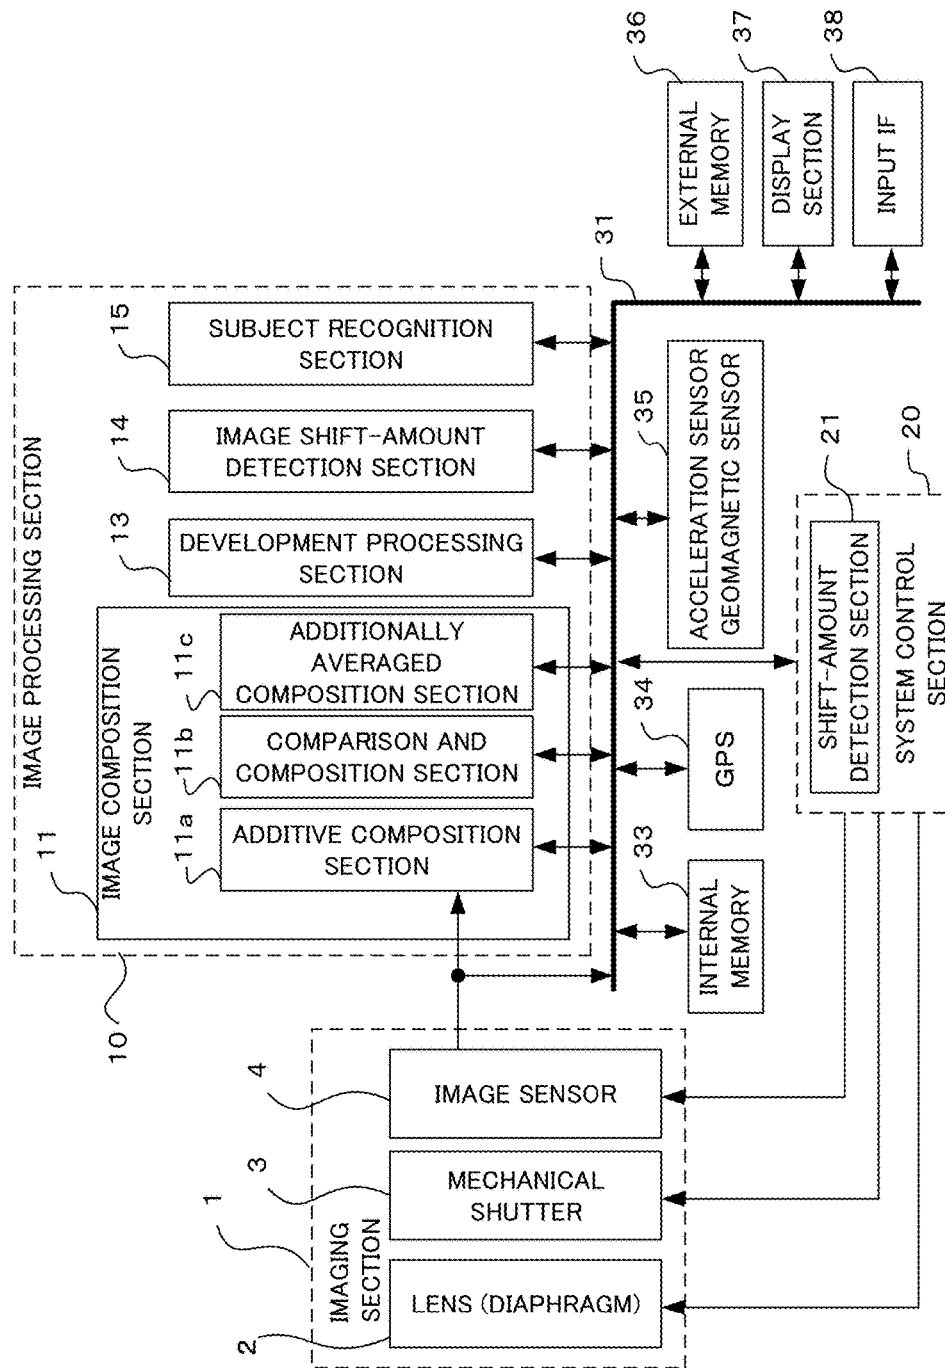 36
EXTERNAL
MEMORY
37
DISPLAY
SECTION
38
INPUT IF
31
IMAGE PROCESSING SECTION
10
15
SUBJECT RECOGNITION
SECTION
14
IMAGE SHIFT-AMOUNT
DETECTION SECTION
13
DEVELOPMENT PROCESSING
SECTION
11
IMAGE COMPOSITION
SECTION
11c
ADDITIONALLY
AVERAGED
COMPOSITION SECTION
11b
COMPARISON AND
COMPOSITION SECTION
11a
ADDITIVE COMPOSITION
SECTION
35
ACCELERATION SENSOR
GEOMAGNETIC SENSOR
34
GPS
33
INTERNAL
MEMORY
21
SHIFT-AMOUNT
DETECTION SECTION
20
SYSTEM CONTROL
SECTION
1
IMAGING
SECTION
4
IMAGE SENSOR
3
MECHANICAL
SHUTTER
2
LENS (DIAPHRAGM)